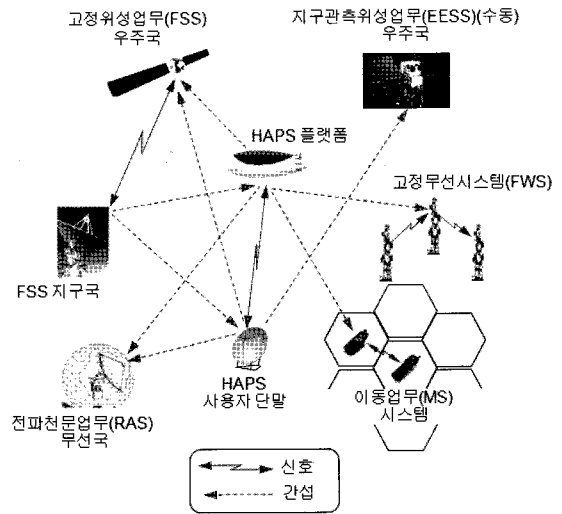 고정위성업무(FSS)
우주국
지구관측위성업무(EESS)(수동)
우주국
HAPS 플랫폼
고정무선시스템(FWS)
FSS 지구국
HAPS
사용자 단말
이동업무(MS)
시스템
전파천문업무(RAS)
무선국
신호
간섭